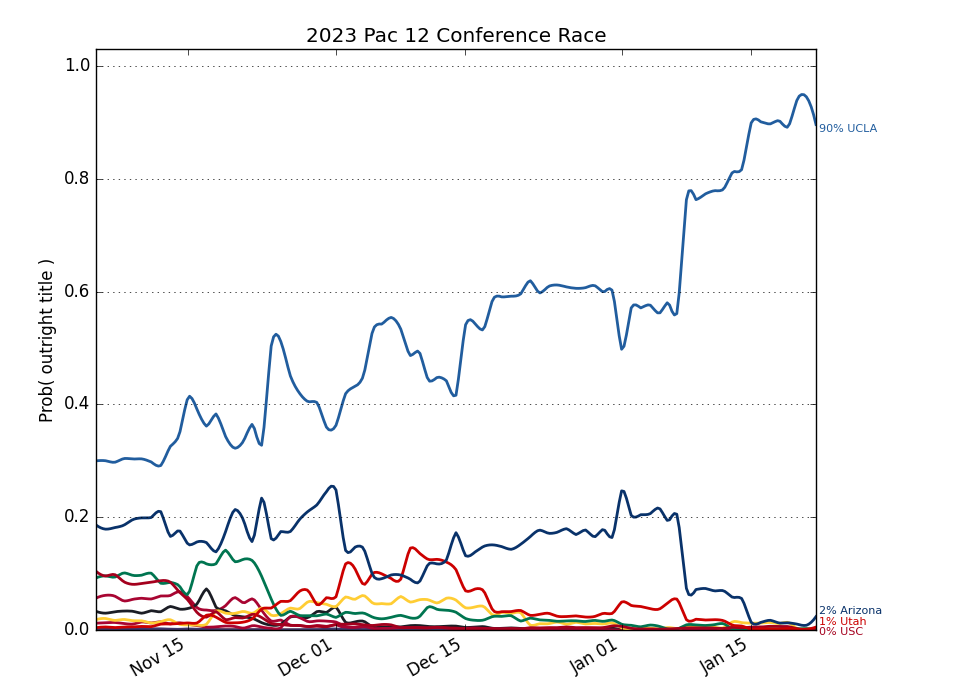 2023 Pac 12 Conference Race
Prob( outright title )
1.0
0.8
0.6
0.4
0.2
0.0
90% UCLA
2% Arizona
1% Utah
0% USC
Nov 15
Dec 01
Dec 15
Jan 01
Jan 15